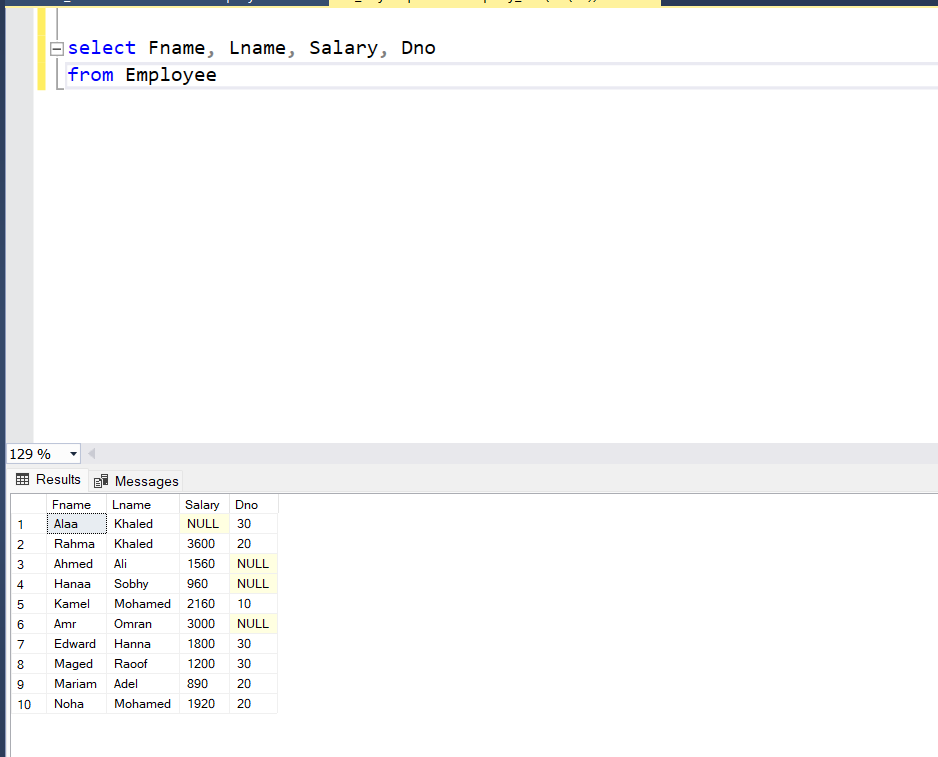 select Fname, Lname, Salary, Dno
from Employee
129 %
Results Messages
Fname Lname Salary Dno
1 Alaa Khaled NULL 30
2 Rahma Khaled 3600 20
3 Ahmed Ali 1560 NULL
4 Hanaa Sobhy 960 NULL
5 Kamel Mohamed 2160 10
6 Amr Omran 3000 NULL
7 Edward Hanna 1800 30
8 Maged Raoof 1200 30
9 Mariam Adel 890 20
10 Noha Mohamed 1920 20